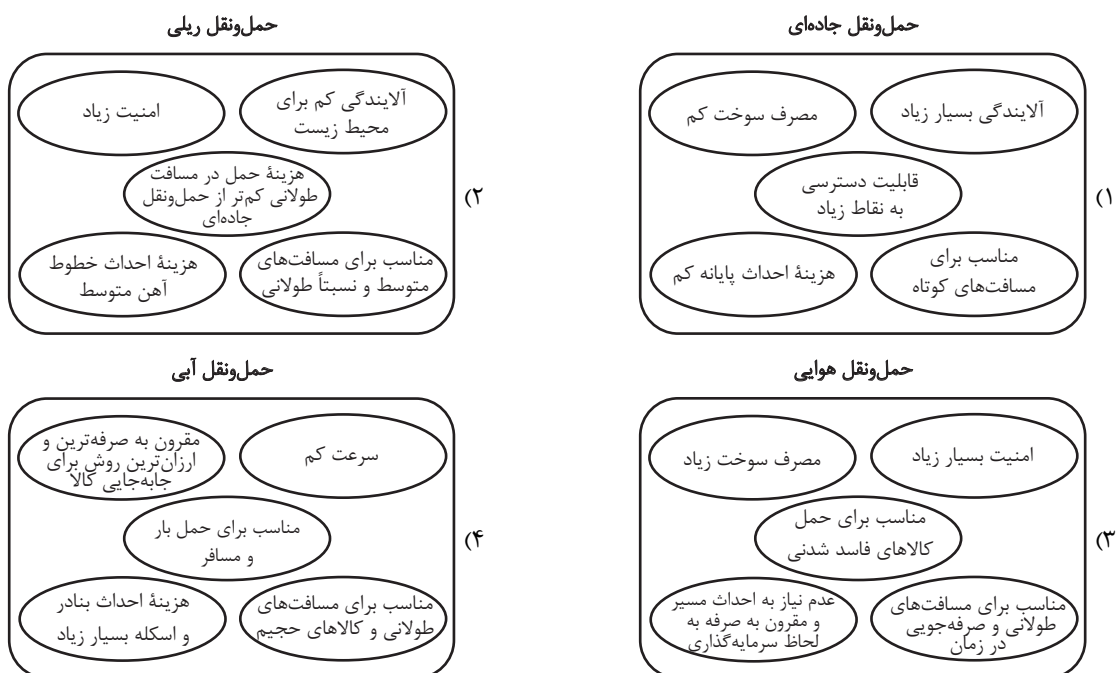 حمل‌ونقل جاده‌ای
۱)
آلایندگی بسیار زیاد
مصرف سوخت کم
قابلیت دسترسی
به نقاط زیاد
مناسب برای
مسافت‌های کوتاه
هزینهٔ احداث پایانه کم
حمل‌ونقل ریلی
۲)
آلایندگی کم برای
محیط زیست
امنیت زیاد
هزینهٔ حمل در مسافت
طولانی کم‌تر از حمل‌ونقل
جاده‌ای
مناسب برای مسافت‌های
متوسط و نسبتاً طولانی
هزینهٔ احداث خطوط
آهن متوسط
حمل‌ونقل هوایی
۳)
امنیت بسیار زیاد
مصرف سوخت زیاد
مناسب برای حمل
کالاهای فاسد شدنی
مناسب برای مسافت‌های
طولانی و صرفه‌جویی
در زمان
عدم نیاز به احداث مسیر
و مقرون به صرفه به
لحاظ سرمایه‌گذاری
حمل‌ونقل آبی
۴)
سرعت کم
مقرون به صرفه‌ترین و
ارزان‌ترین روش برای
جابه‌جایی کالا
مناسب برای حمل بار
و مسافر
مناسب برای مسافت‌های
طولانی و کالاهای حجیم
هزینهٔ احداث بنادر
و اسکله بسیار زیاد